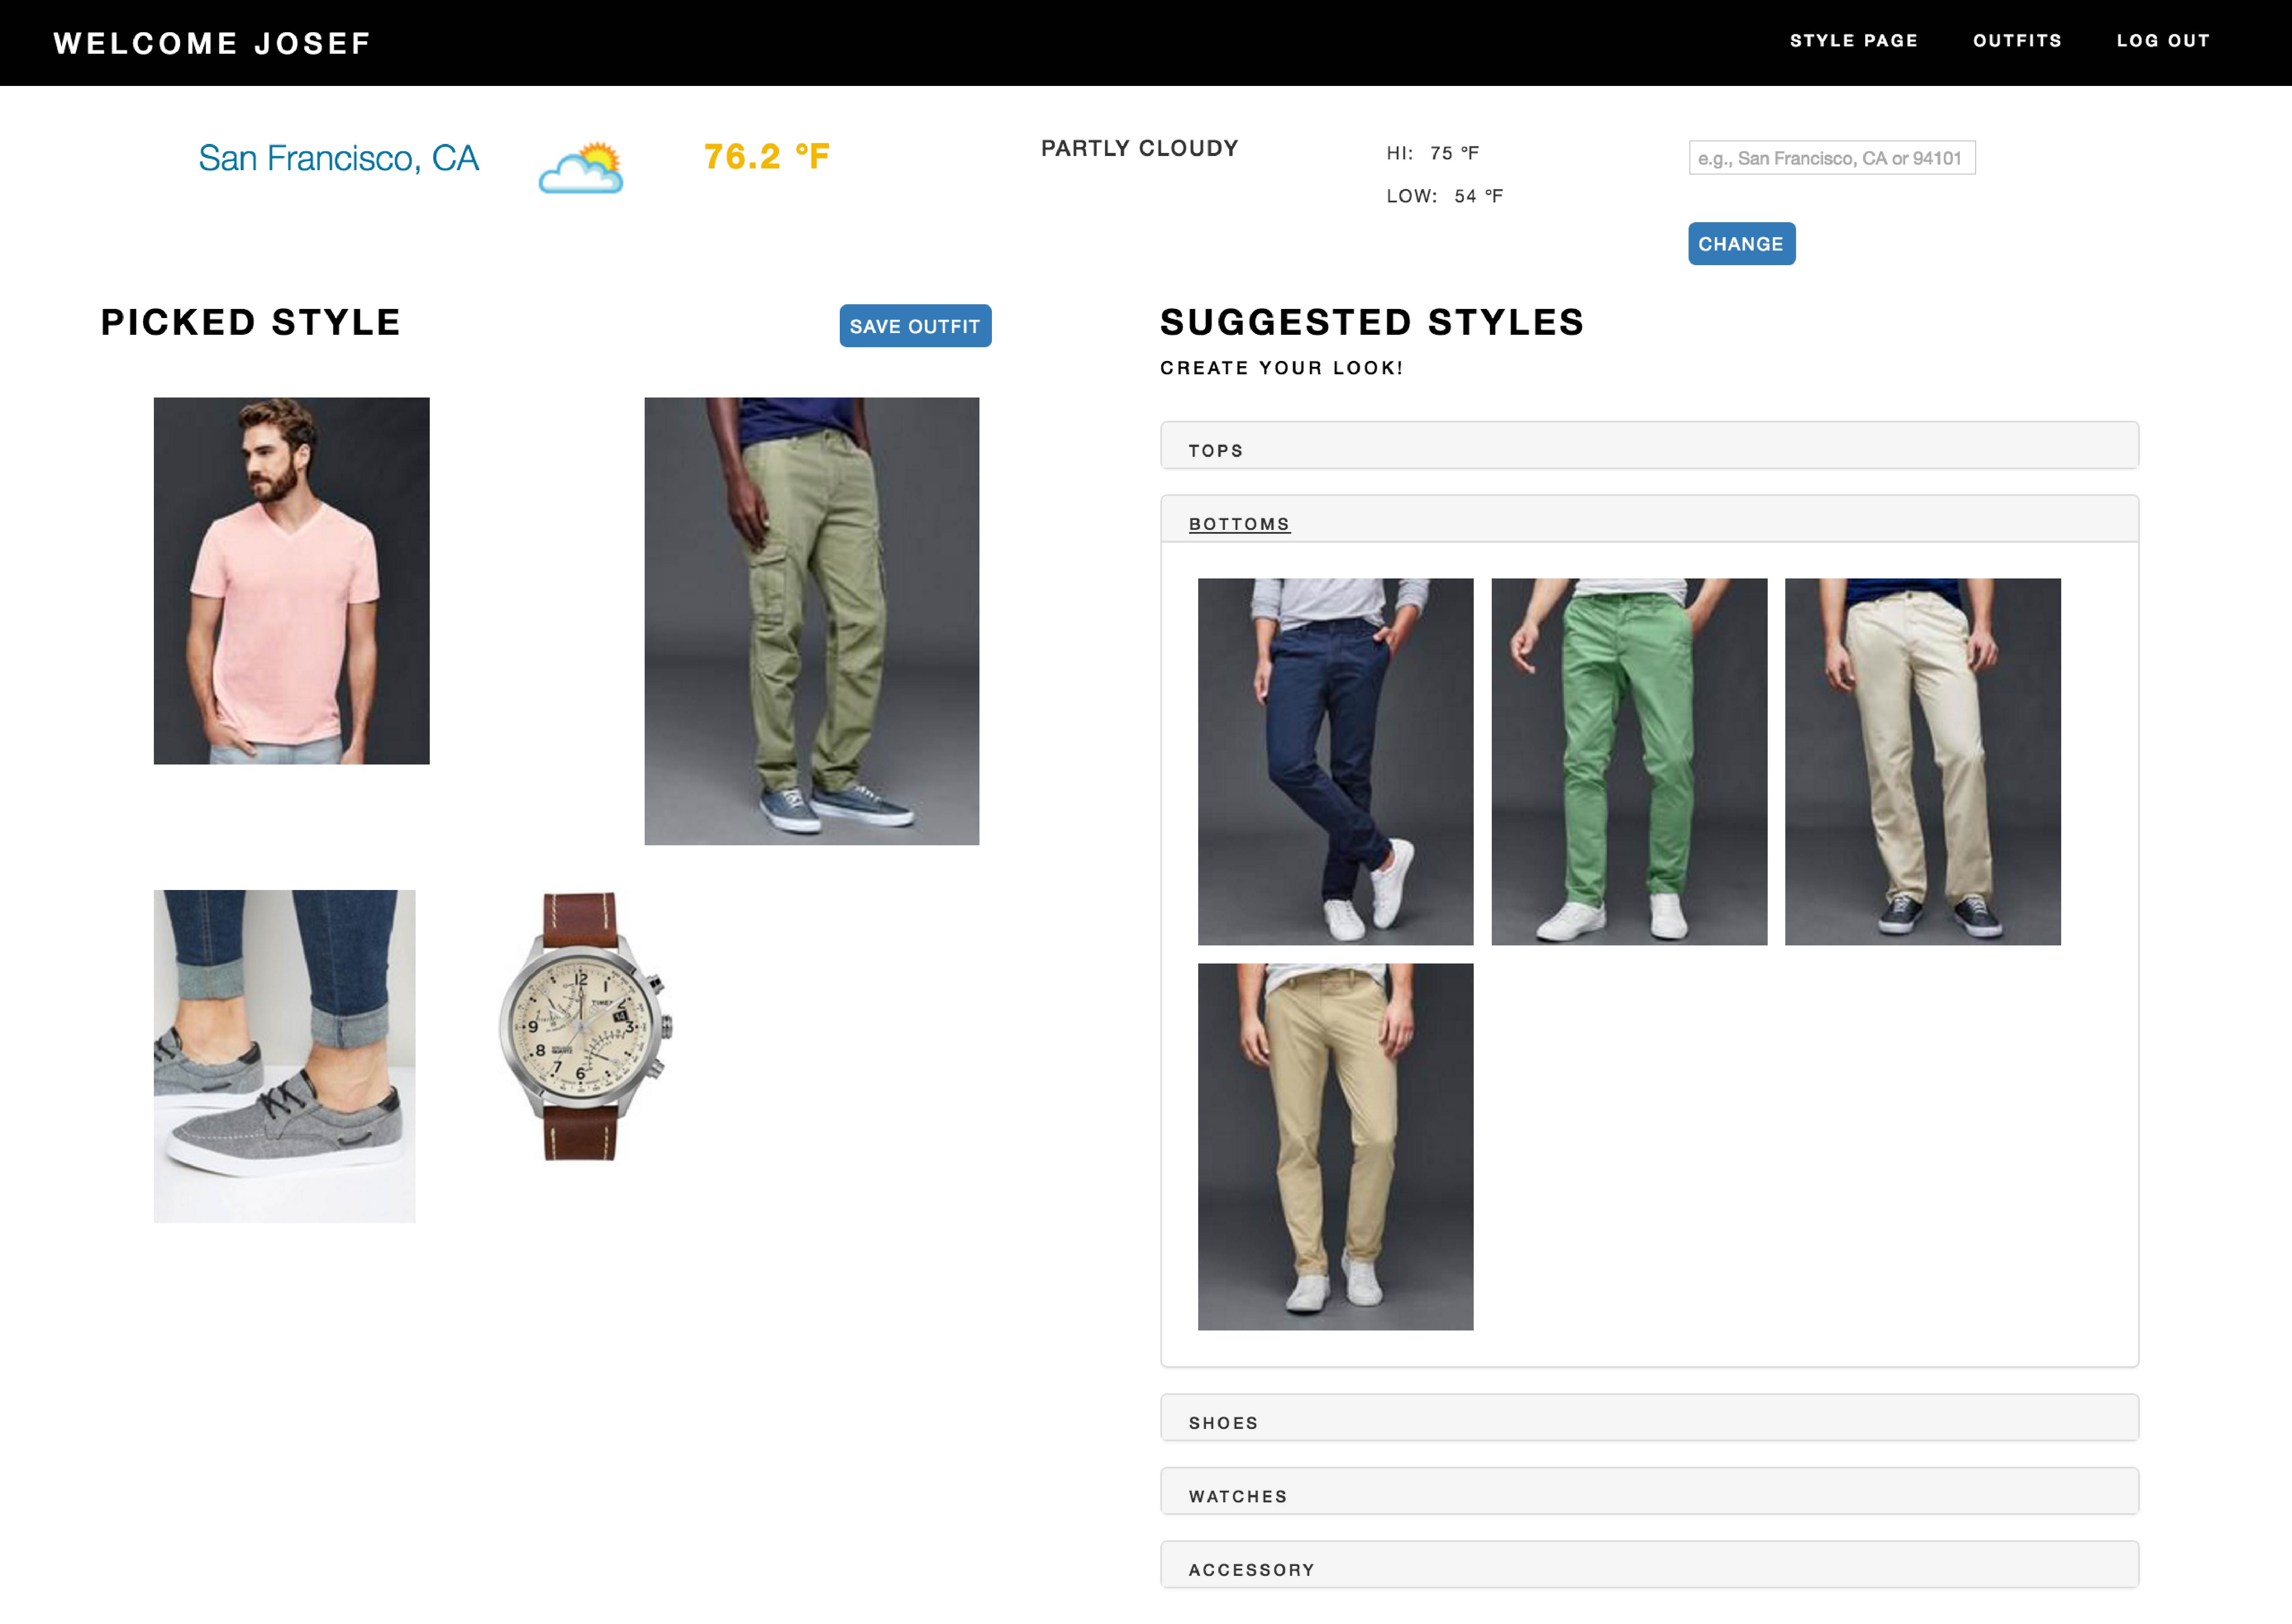 WELCOME JOSEF
STYLE PAGE OUTFITS LOG OUT
San Francisco, CA
76.2 °F
PARTLY CLOUDY
HI: 75 °F
LOW: 54 °F
e.g., San Francisco, CA or 94101
CHANGE
PICKED STYLE
SAVE OUTFIT
SUGGESTED STYLES
CREATE YOUR LOOK!
TOPS
BOTTOMS
12
1
TIMEX
2
9
3
8
7
6
SHOES
WATCHES
ACCESSORY